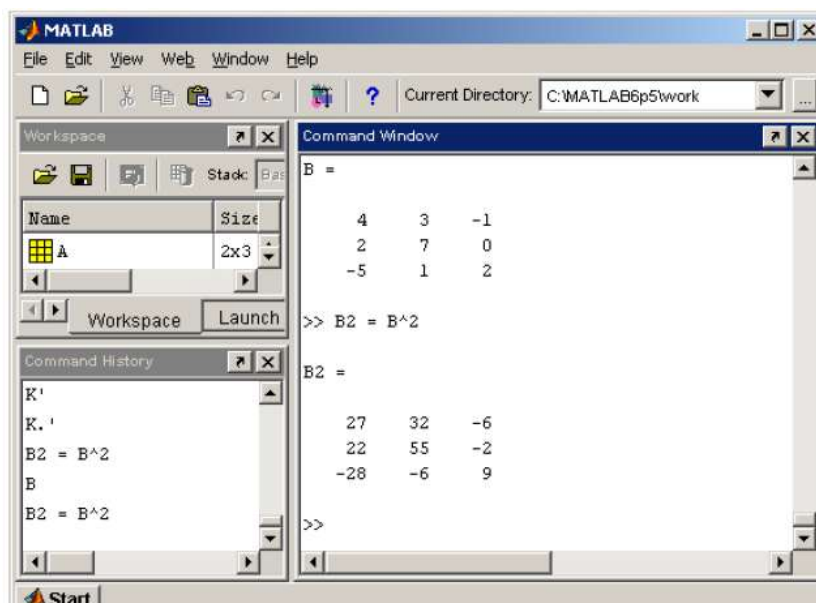 MATLAB
File Edit View Web Window Help
Current Directory: C:\MATLAB6p5\work ...
Workspace
Stack: Bas
Name Size
A 2x3
Workspace Launch
Command History
K'
K.'
B2 = B^2
B
B2 = B^2
Command Window
B =
4 3 -1
2 7 0
-5 1 2
>> B2 = B^2
B2 =
27 32 -6
22 55 -2
-28 -6 9
>>
Start